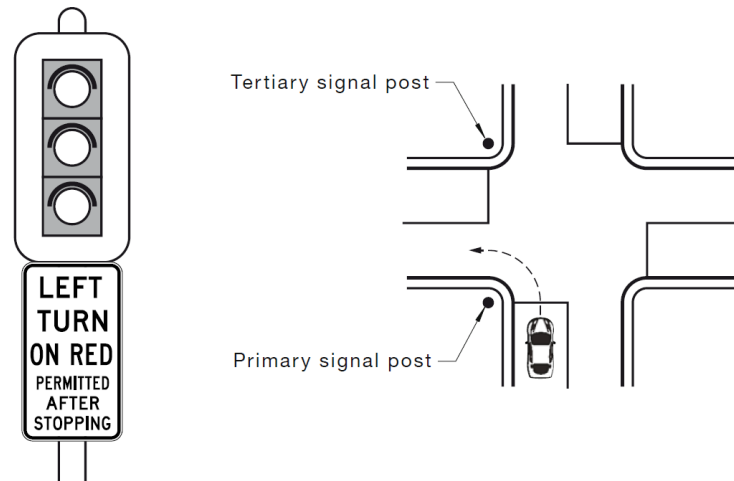 LEFT
TURN
ON RED
PERMITTED
AFTER
STOPPING
Tertiary signal post
Primary signal post